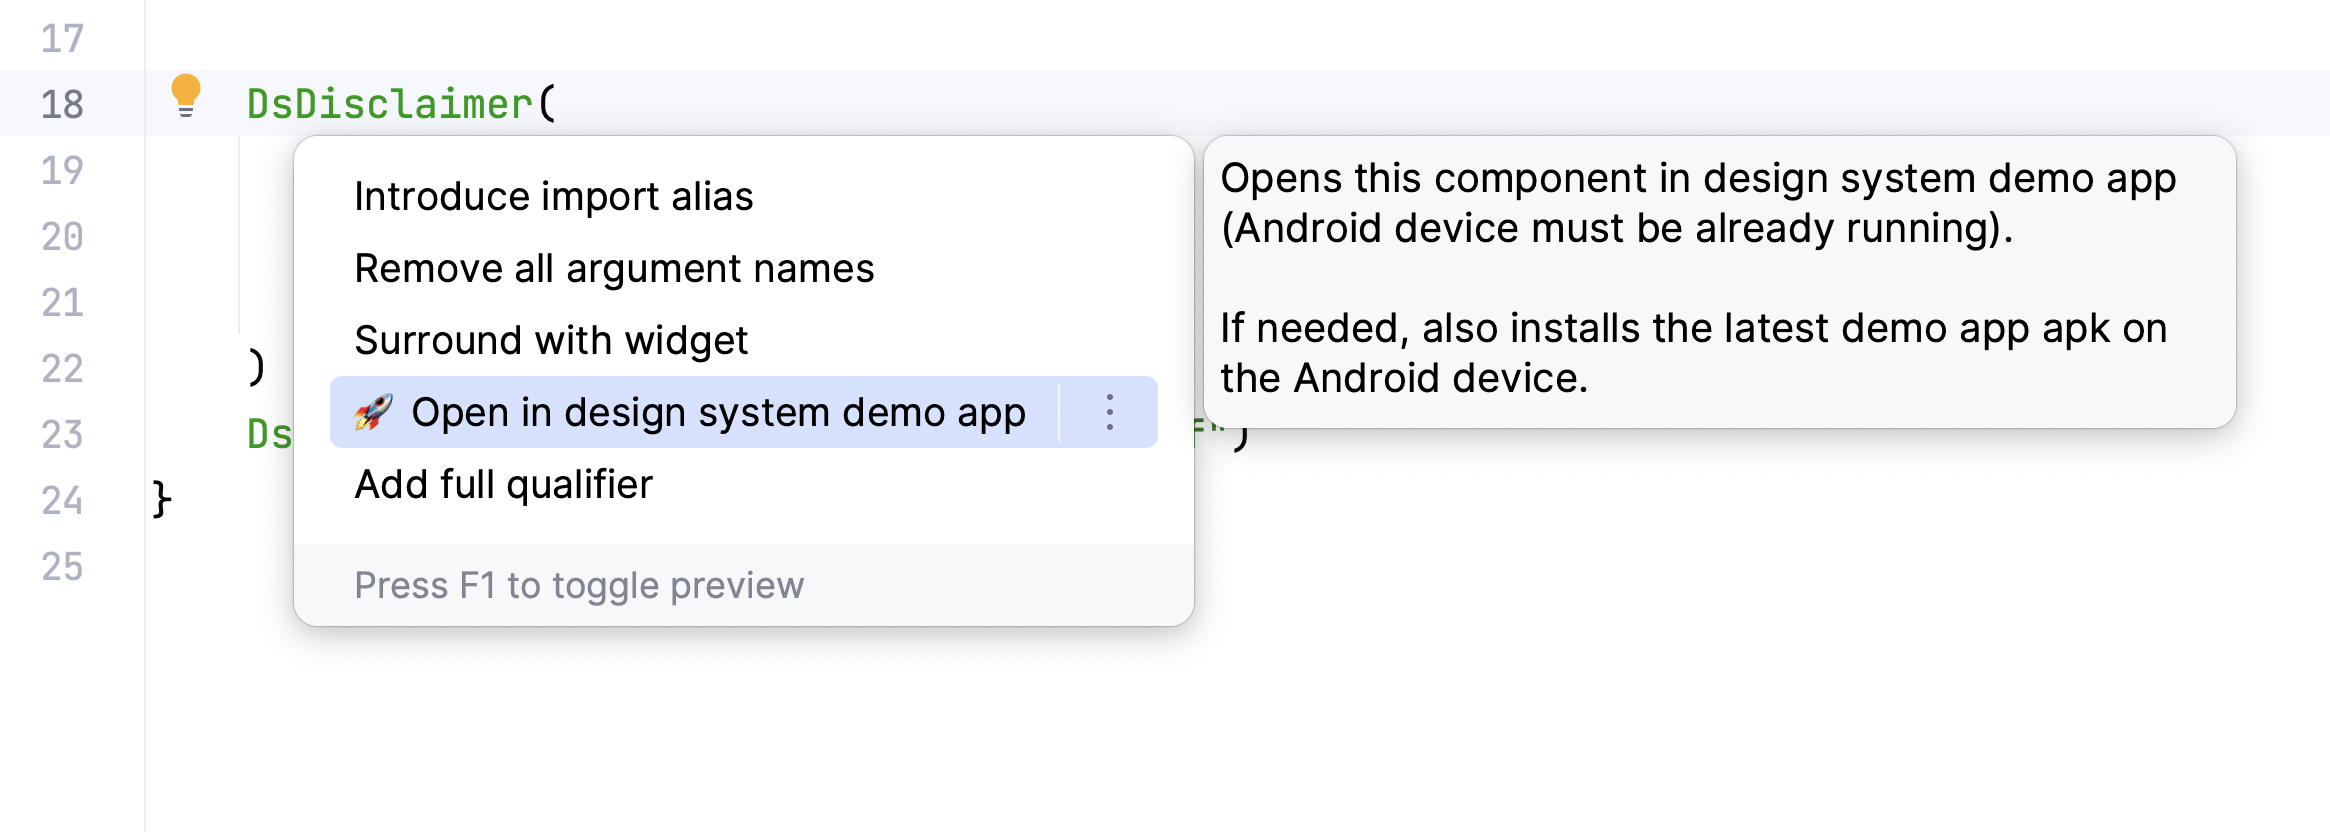 17
18 DsDisclaimer(
19
20
21
22 )
23 Ds ")
24 }
25
Introduce import alias
Remove all argument names
Surround with widget
🚀 Open in design system demo app
Add full qualifier
Press F1 to toggle preview
Opens this component in design system demo app
(Android device must be already running).
If needed, also installs the latest demo app apk on
the Android device.